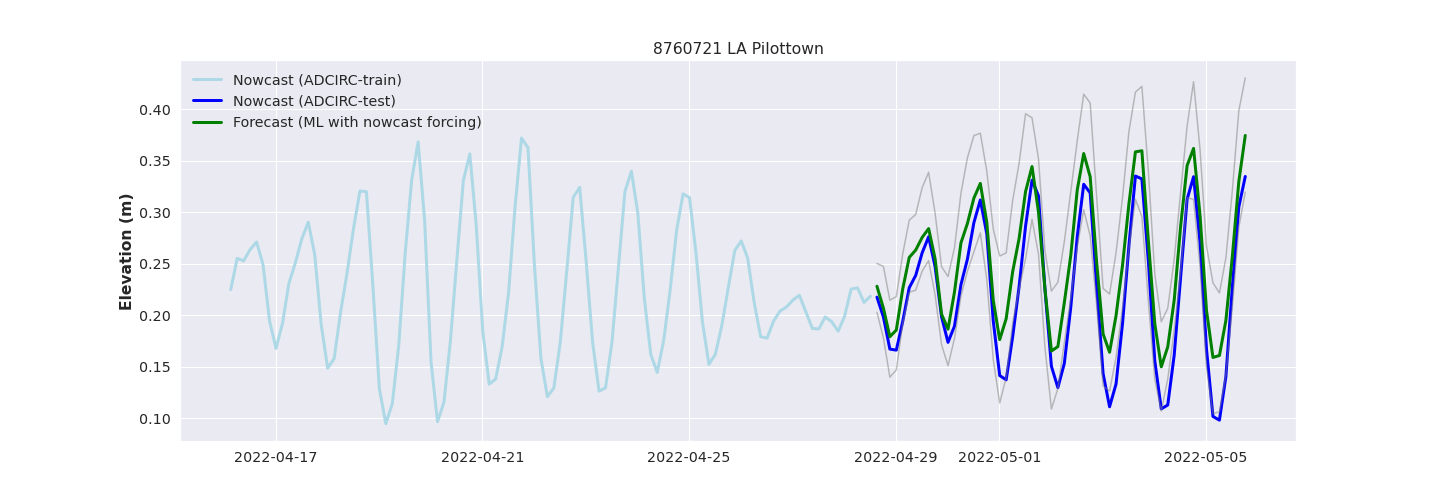 8760721 LA Pilottown
Nowcast (ADCIRC-train)
Nowcast (ADCIRC-test)
Forecast (ML with nowcast forcing)
Elevation (m)
0.40
0.35
0.30
0.25
0.20
0.15
0.10
2022-04-17 2022-04-21 2022-04-25 2022-04-29 2022-05-01 2022-05-05